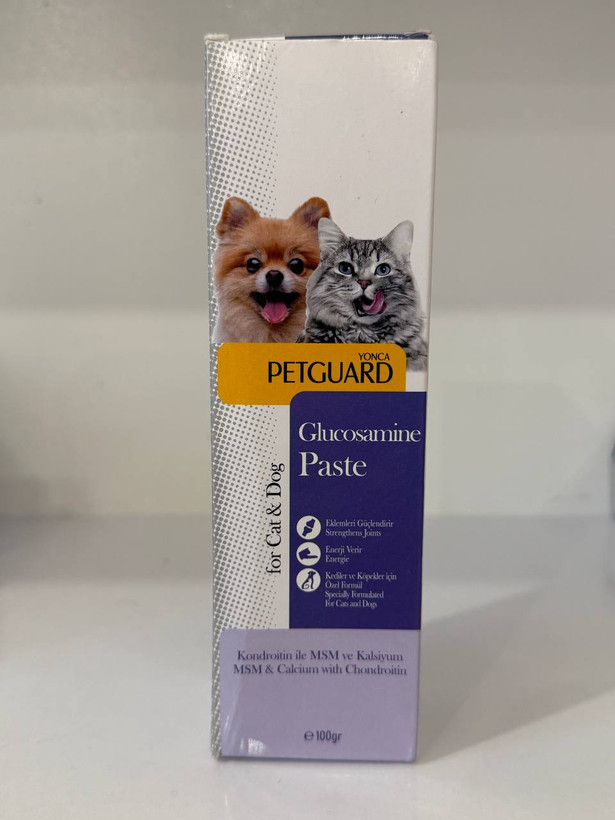 YONCA
PETGUARD
Glucosamine
Paste
for Cat & Dog
Eklemleri Güçlendirir
Strengthens Joints
Enerji Verir
Energie
Kediler ve Köpekler için
Özel Formül
Specially Formulated
For Cats and Dogs
Kondroitin ile MSM ve Kalsiyum
MSM & Calcium with Chondroitin
℮100gr